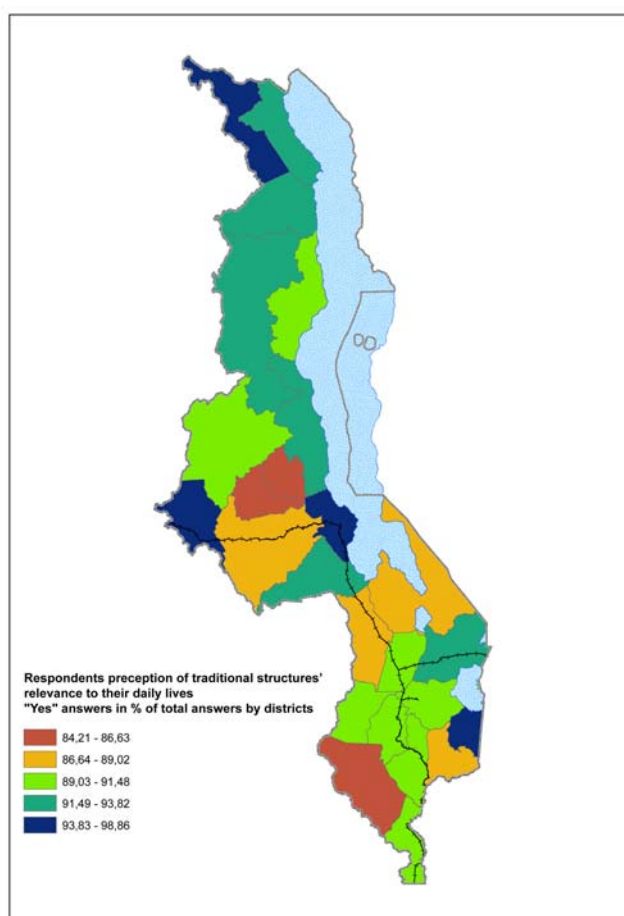 Respondents preception of traditional structures'
relevance to their daily lives
"Yes" answers in % of total answers by districts
84,21 - 86,63
86,64 - 89,02
89,03 - 91,48
91,49 - 93,82
93,83 - 98,86